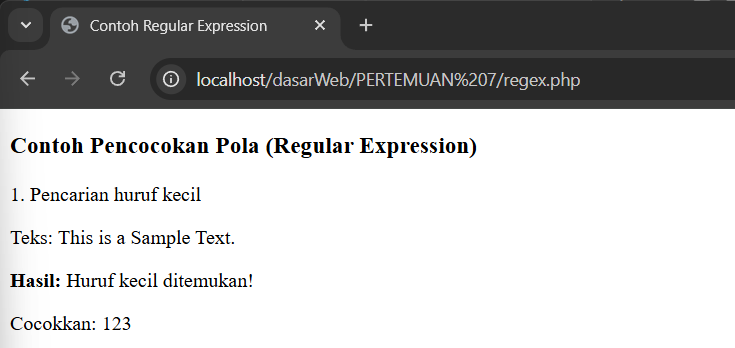 Contoh Regular Expression
localhost/dasarWeb/PERTEMUAN%207/regex.php
Contoh Pencocokan Pola (Regular Expression)
1. Pencarian huruf kecil
Teks: This is a Sample Text.
Hasil: Huruf kecil ditemukan!
Cocokkan: 123